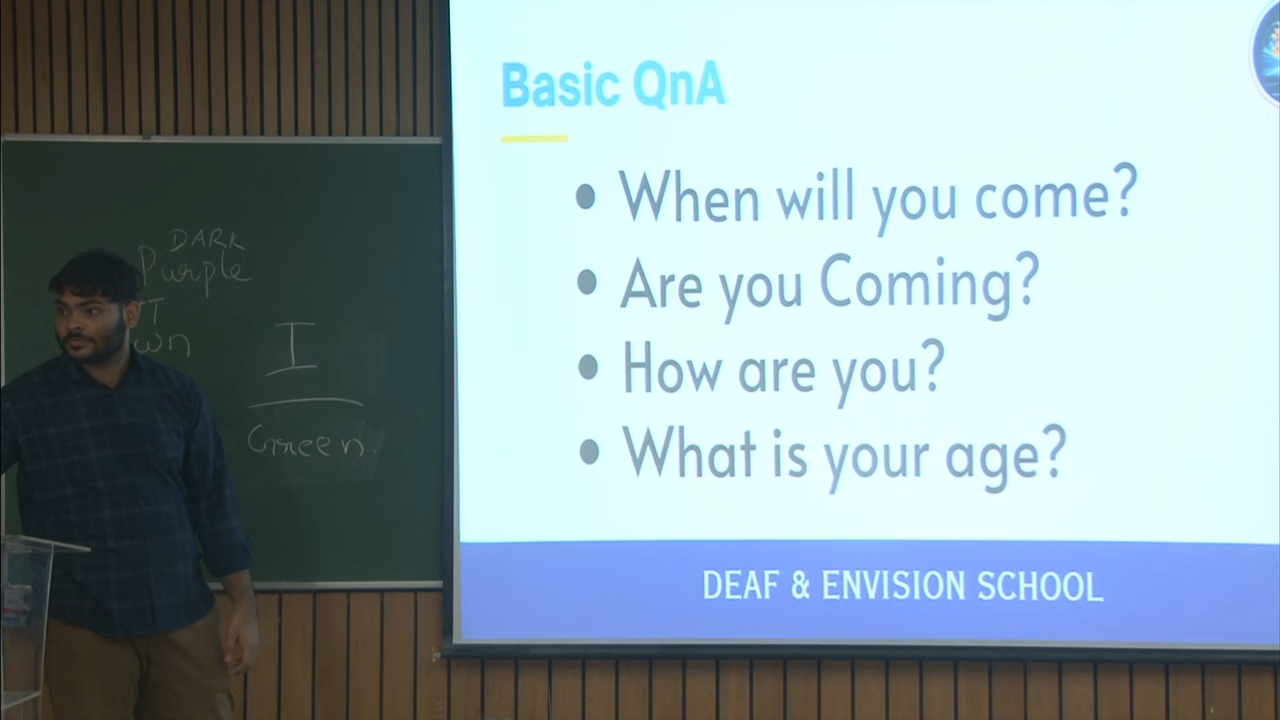 Basic QnA
• When will you come?
• Are you Coming?
• How are you?
• What is your age?
DEAF & ENVISION SCHOOL
DARK
Purple
I
Green